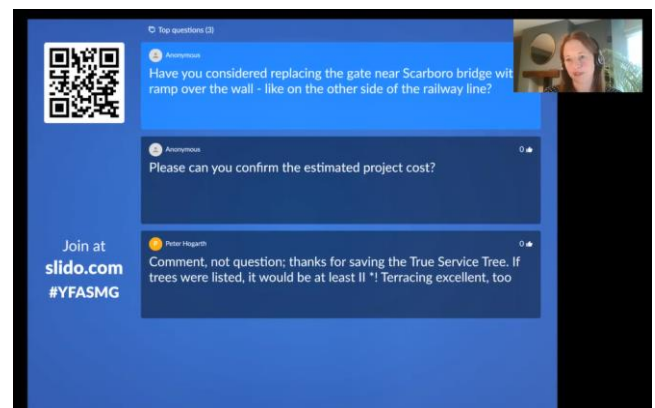 Top questions (3)
Anonymous
Have you considered replacing the gate near Scarboro bridge
ramp over the wall - like on the other side of the railway line?
Anonymous
0
Please can you confirm the estimated project cost?
Join at
slido.com
#YFASMG
P
Peter Hogarth
0
Comment, not question; thanks for saving the True Service Tree. If
trees were listed, it would be at least II *! Terracing excellent, too